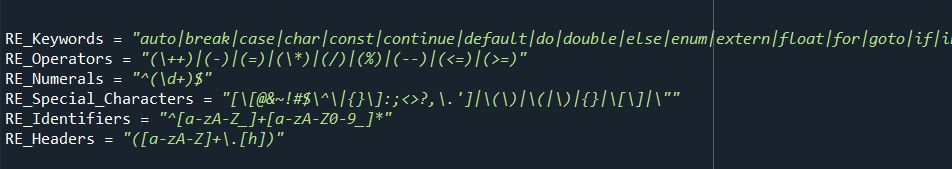 RE_Keywords = "auto|break|case|char|const|continue|default|do|double|else|enum|extern|float|for|goto|if|
RE_Operators = "(\++)|(-)|(=)|(\*)|(/)|(%)|(--)|(<=)|(>=)"
RE_Numerals = "^(\d+)$"
RE_Special_Characters = "[\[@&~!#$\^\|{}\]:;<>?,\.']|\(\)|\(|\)|{}|\[\]|\""
RE_Identifiers = "^[a-zA-Z_]+[a-zA-Z0-9_]*"
RE_Headers = "([a-zA-Z]+\.[h])"